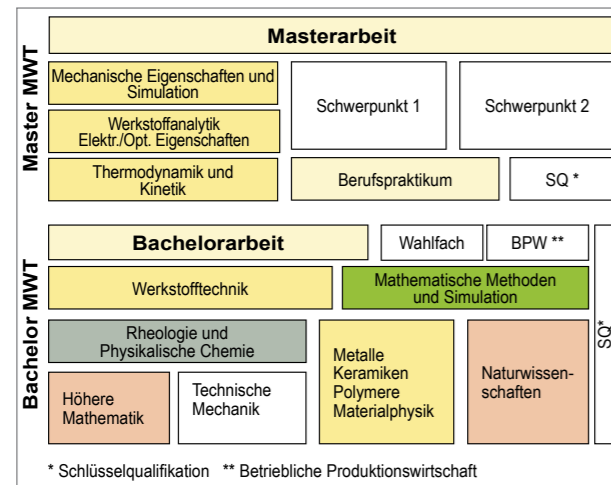 Master MWT
Masterarbeit
Mechanische Eigenschaften und
Simulation
Werkstoffanalytik
Elektr./Opt. Eigenschaften
Thermodynamik und
Kinetik
Schwerpunkt 1
Schwerpunkt 2
Berufspraktikum
SQ *
Bachelor MWT
Bachelorarbeit
Wahlfach
BPW **
Werkstofftechnik
Mathematische Methoden
und Simulation
Rheologie und
Physikalische Chemie
Höhere
Mathematik
Technische
Mechanik
Metalle
Keramiken
Polymere
Materialphysik
Naturwissen-
schaften
SQ*
* Schlüsselqualifikation ** Betriebliche Produktionswirtschaft